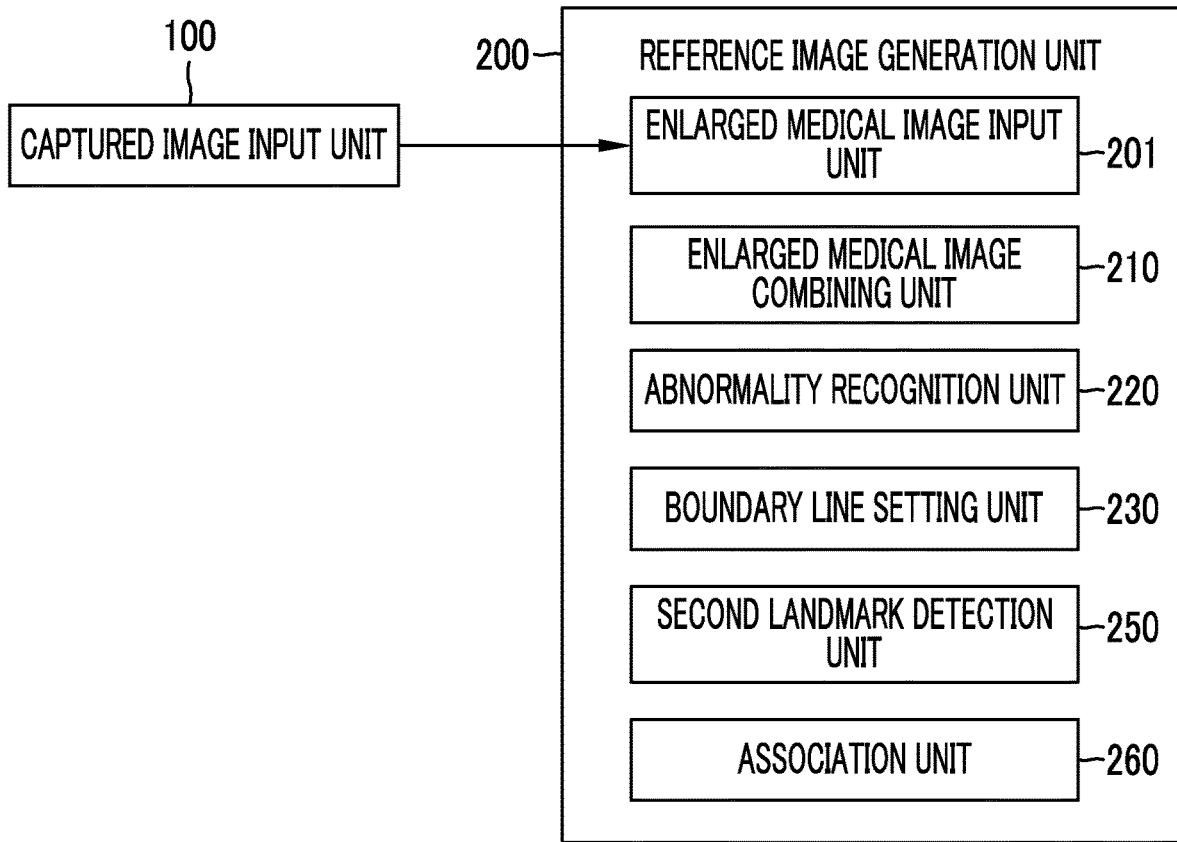 100
CAPTURED IMAGE INPUT UNIT
200
REFERENCE IMAGE GENERATION UNIT
ENLARGED MEDICAL IMAGE INPUT
UNIT
201
ENLARGED MEDICAL IMAGE
COMBINING UNIT
210
ABNORMALITY RECOGNITION UNIT
220
BOUNDARY LINE SETTING UNIT
230
SECOND LANDMARK DETECTION
UNIT
250
ASSOCIATION UNIT
260